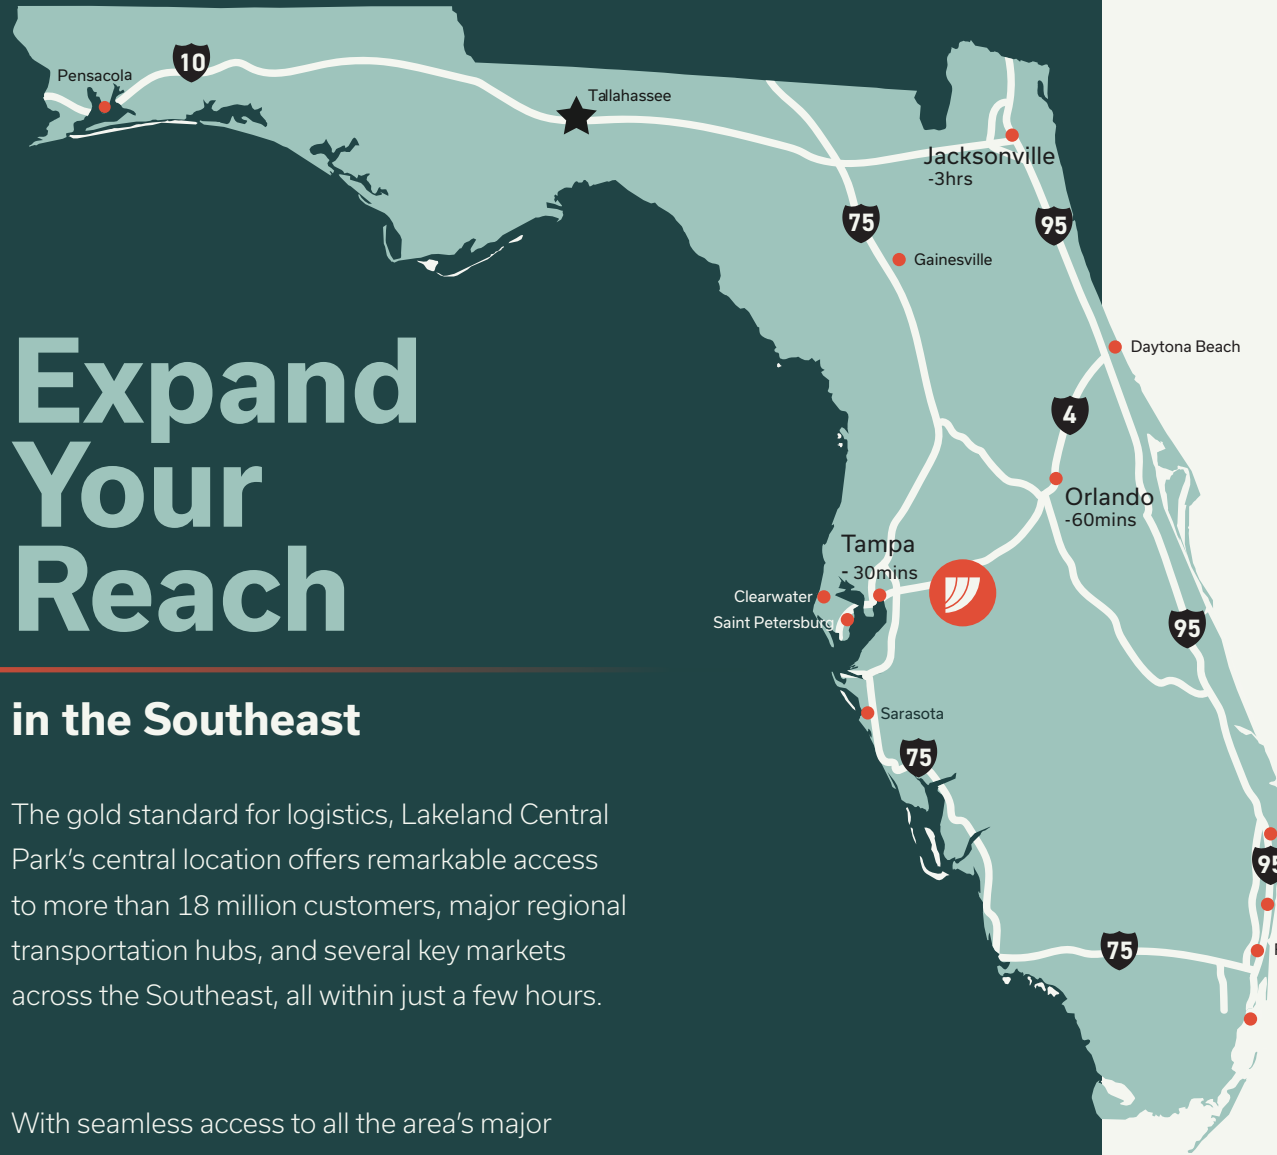 10
Pensacola
Tallahassee
Jacksonville
-3hrs
75
95
Gainesville
Daytona Beach
4
Orlando
-60mins
Tampa
- 30mins
Clearwater
Saint Petersburg
95
Sarasota
75
95
75
Expand
Your
Reach
in the Southeast
The gold standard for logistics, Lakeland Central
Park’s central location offers remarkable access
to more than 18 million customers, major regional
transportation hubs, and several key markets
across the Southeast, all within just a few hours.
With seamless access to all the area’s major